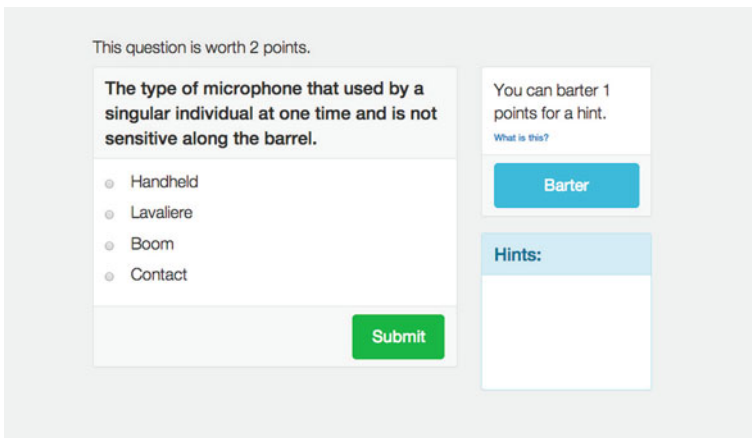 This question is worth 2 points.
The type of microphone that used by a
singular individual at one time and is not
sensitive along the barrel.
Handheld
Lavaliere
Boom
Contact
Submit
You can barter 1
points for a hint.
What is this?
Barter
Hints: